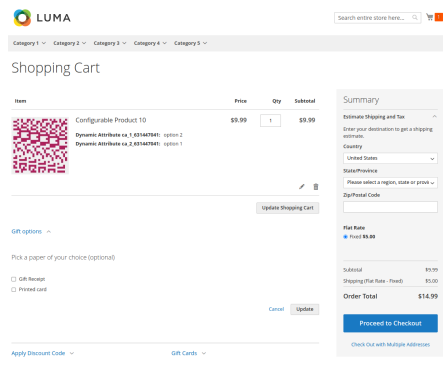 LUMA
Search entire store here...
1
Category 1
Category 2
Category 3
Category 4
Category 5
Shopping Cart
Item
Price
Qty
Subtotal
Configurable Product 10
$9.99
1
$9.99
Dynamic Attribute ca_1_631447041: option 2
Dynamic Attribute ca_2_631447041: option 1
Update Shopping Cart
Gift options
Pick a paper of your choice (optional)
Gift Receipt
Printed card
Cancel
Update
Apply Discount Code
Gift Cards
Summary
Estimate Shipping and Tax
Enter your destination to get a shipping
estimate.
Country
United States
State/Province
Please select a region, state or provi
Zip/Postal Code
Flat Rate
Fixed $5.00
Subtotal $9.99
Shipping (Flat Rate - Fixed) $5.00
Order Total $14.99
Proceed to Checkout
Check Out with Multiple Addresses